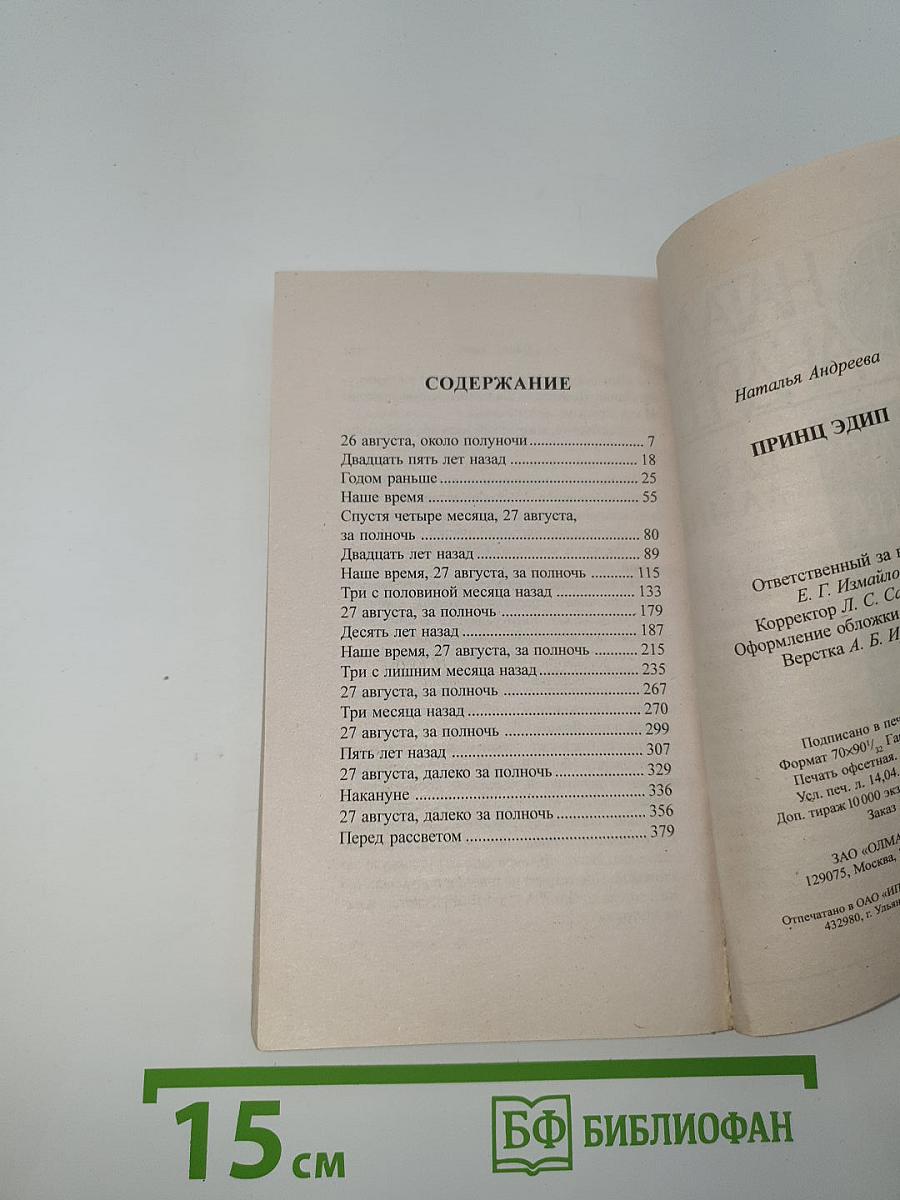 СОДЕРЖАНИЕ
26 августа, около полуночи ............................ 7
Двадцать пять лет назад ................................ 18
Годом раньше ................................................ 25
Наше время ................................................... 55
Спустя четыре месяца, 27 августа,
за полночь ..................................................... 80
Двадцать лет назад ........................................ 89
Наше время, 27 августа, за полночь ........... 115
Три с половиной месяца назад ................... 133
27 августа, за полночь ................................. 179
Десять лет назад .......................................... 187
Наше время, 27 августа, за полночь ........... 215
Три с лишним месяца назад ........................ 235
27 августа, за полночь ................................. 267
Три месяца назад ......................................... 270
27 августа, за полночь ................................. 299
Пять лет назад ............................................. 307
27 августа, далеко за полночь ..................... 329
Накануне ..................................................... 336
27 августа, далеко за полночь ..................... 356
Перед рассветом .......................................... 379
Наталья Андреева
ПРИНЦ ЭДИП
Ответственный за
Е. Г. Измайло
Корректор Л. С. Са
Оформление обложки
Верстка А. Б. И
Подписано в печ
Формат 70×90 1/32 Га
Печать офсетная.
Усл. печ. л. 14,04.
Доп. тираж 10 000 экз
Заказ
ЗАО «ОЛМА
129075, Москва,
Отпечатано в ОАО «ИП
432980, г. Ульян
15 см
БФ БИБЛИОФАН